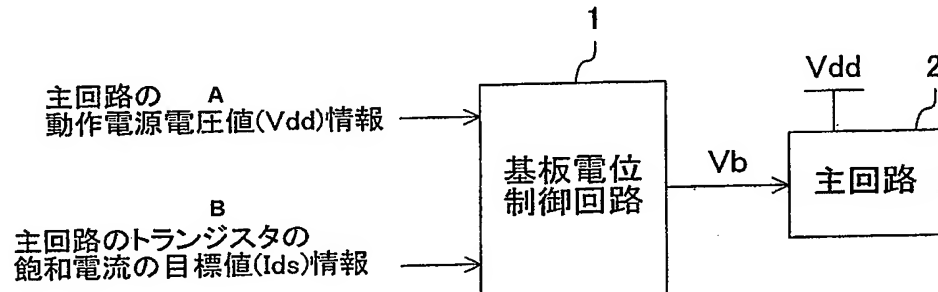 1
Vdd
2
主回路の A
動作電源電圧値(Vdd)情報
基板電位
制御回路
Vb
主回路
B
主回路のトランジスタの
飽和電流の目標値(Ids)情報